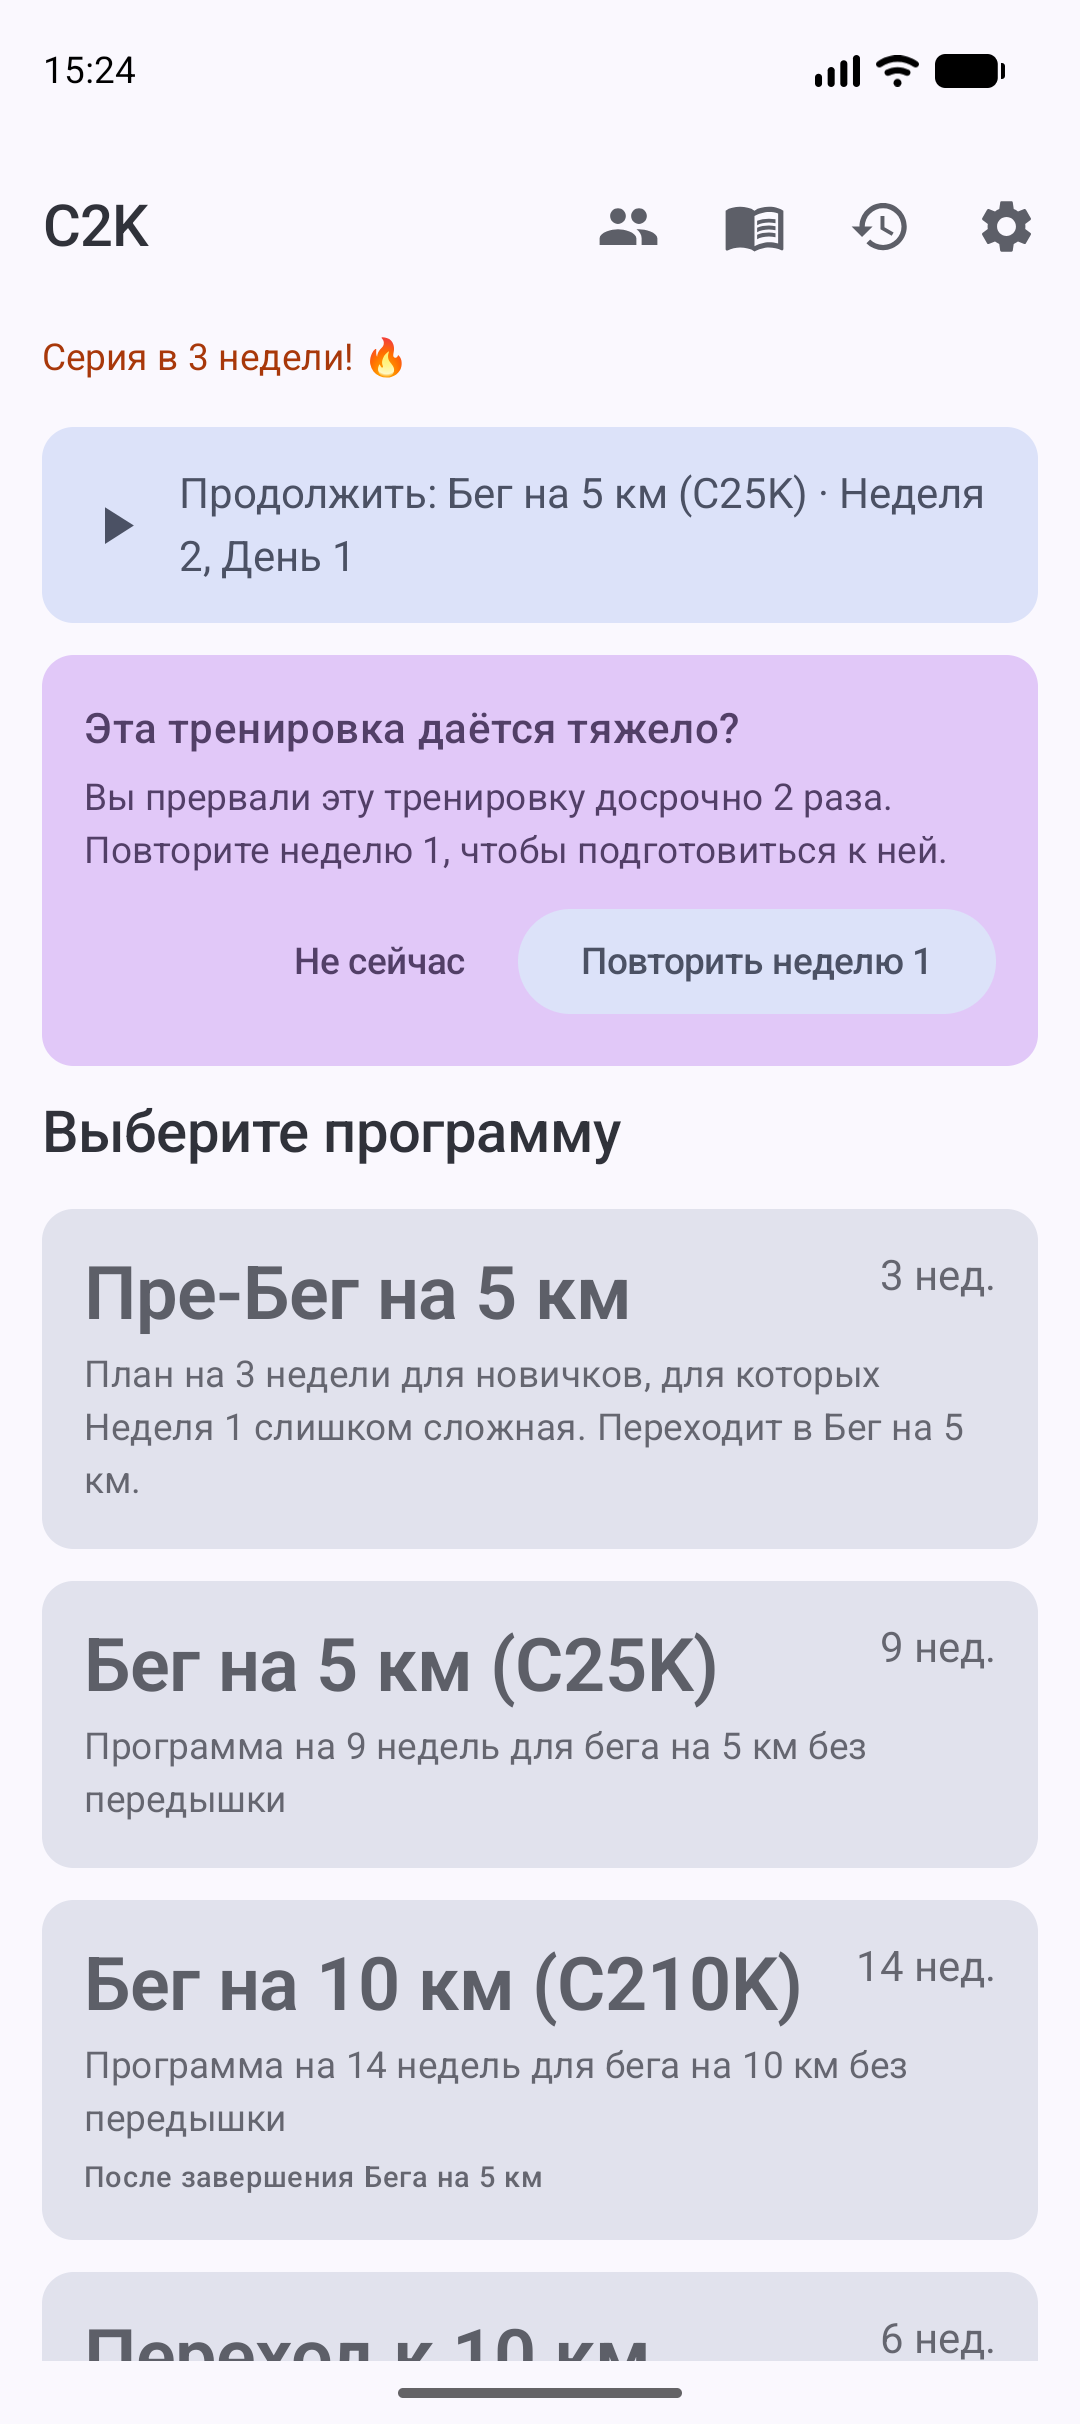 15:24
C2K
Серия в 3 недели! 🔥
Продолжить: Бег на 5 км (C25K) · Неделя
2, День 1
Эта тренировка даётся тяжело?
Вы прервали эту тренировку досрочно 2 раза.
Повторите неделю 1, чтобы подготовиться к ней.
Не сейчас
Повторить неделю 1
Выберите программу
Пре-Бег на 5 км
3 нед.
План на 3 недели для новичков, для которых
Неделя 1 слишком сложная. Переходит в Бег на 5
км.
Бег на 5 км (C25K)
9 нед.
Программа на 9 недель для бега на 5 км без
передышки
Бег на 10 км (C210K)
14 нед.
Программа на 14 недель для бега на 10 км без
передышки
После завершения Бега на 5 км
Переход к 10 км
6 нед.